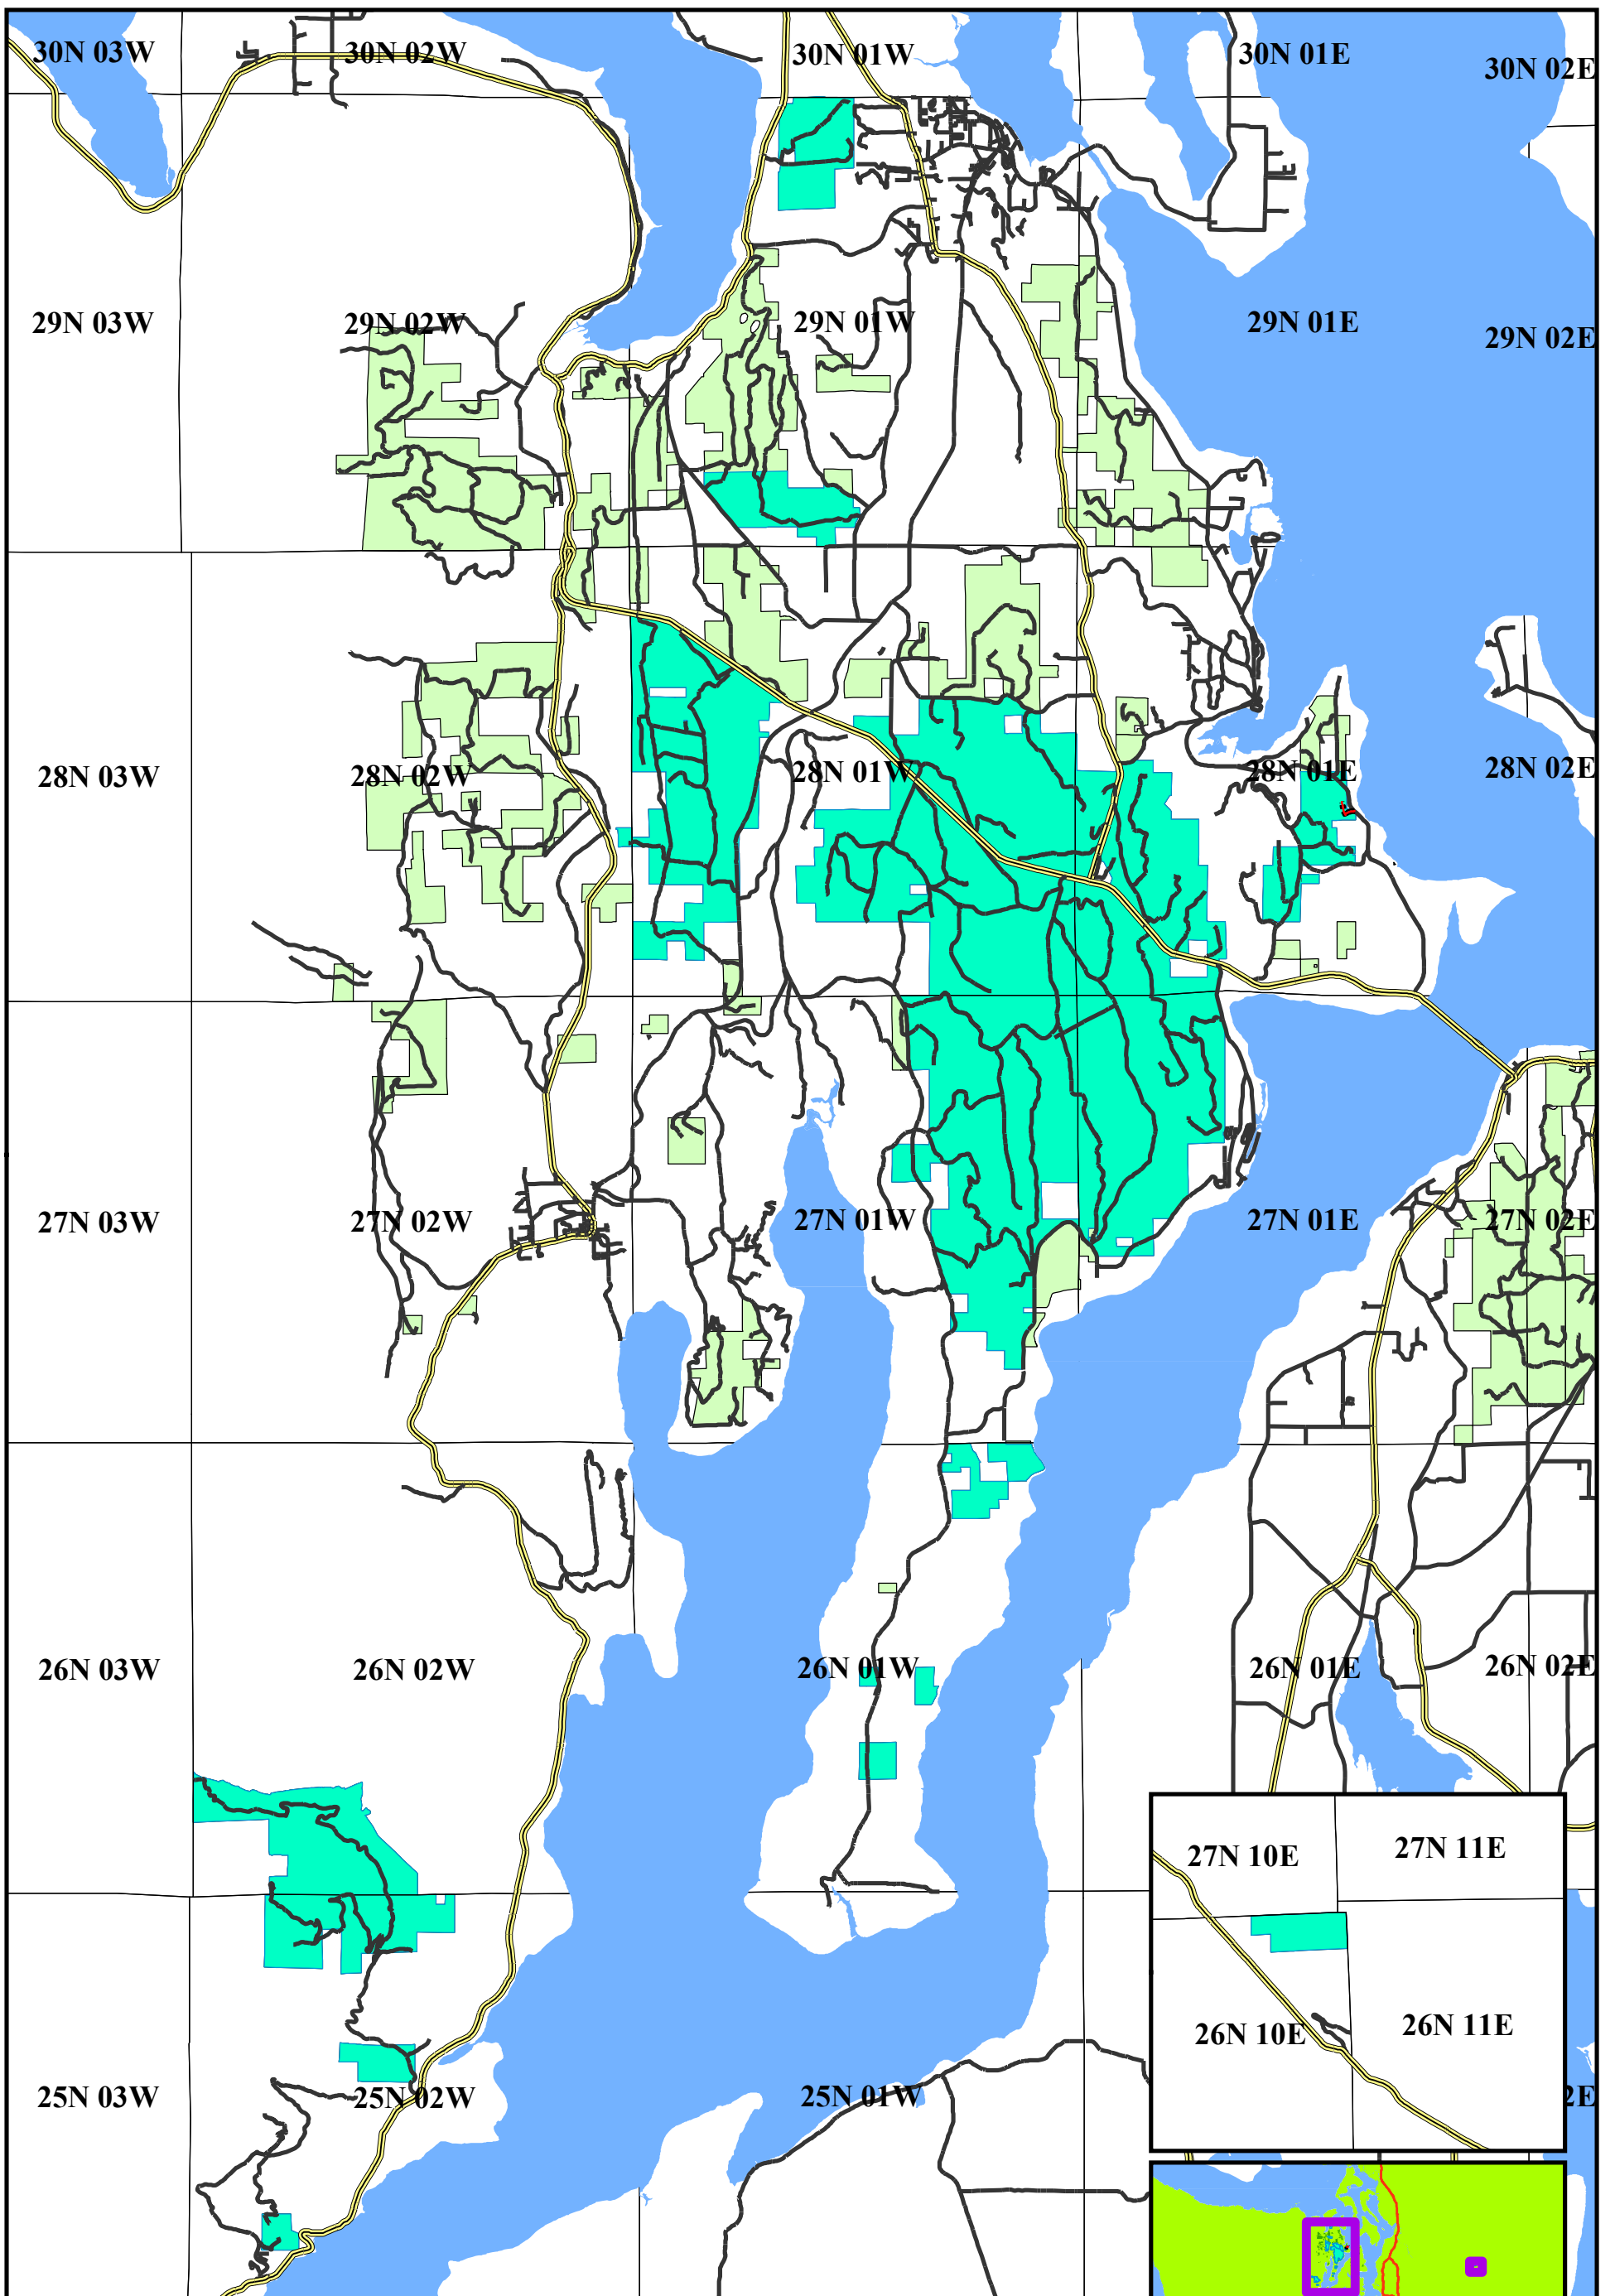 30N 03W
30N 02W
30N 01W
30N 01E
30N 02E
29N 03W
29N 02W
29N 01W
29N 01E
29N 02E
28N 03W
28N 02W
28N 01W
28N 01E
28N 02E
27N 03W
27N 02W
27N 01W
27N 01E
27N 02E
26N 03W
26N 02W
26N 01W
26N 01E
26N 02E
27N 10E
27N 11E
26N 10E
26N 11E
25N 03W
25N 02W
25N 01W
2E